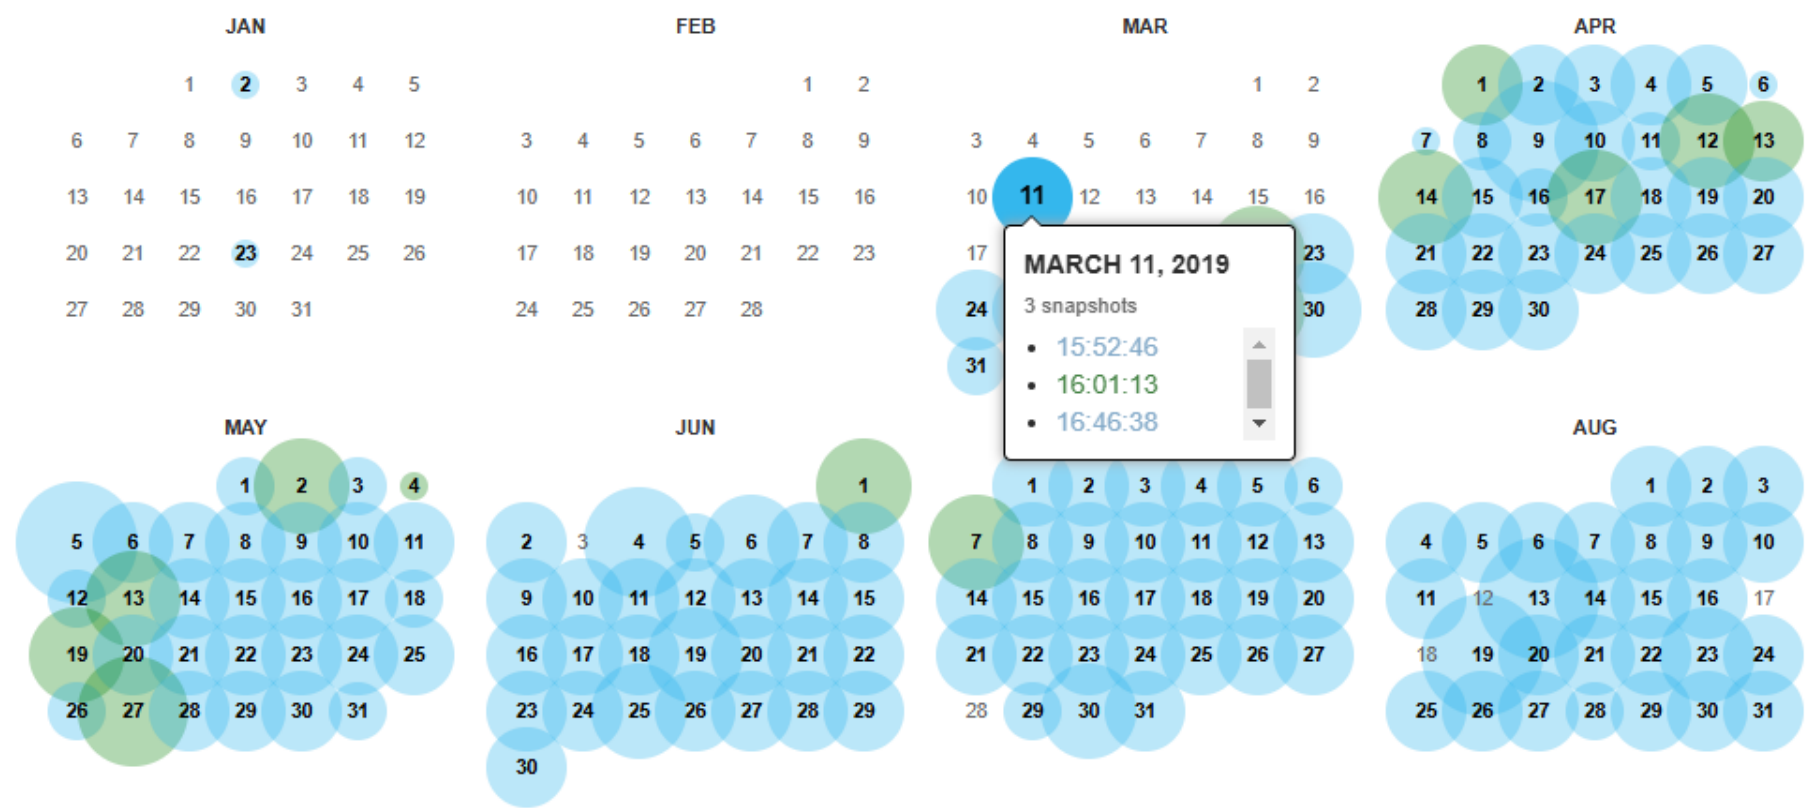 JAN
1 2 3 4 5
6 7 8 9 10 11 12
13 14 15 16 17 18 19
20 21 22 23 24 25 26
27 28 29 30 31
FEB
1 2
3 4 5 6 7 8 9
10 11 12 13 14 15 16
17 18 19 20 21 22 23
24 25 26 27 28
MAR
1 2
3 4 5 6 7 8 9
10 11 12 13 14 15 16
17 23
24 30
31
MARCH 11, 2019
3 snapshots
• 15:52:46
• 16:01:13
• 16:46:38
APR
1 2 3 4 5 6
7 8 9 10 11 12 13
14 15 16 17 18 19 20
21 22 23 24 25 26 27
28 29 30
MAY
1 2 3 4
5 6 7 8 9 10 11
12 13 14 15 16 17 18
19 20 21 22 23 24 25
26 27 28 29 30 31
JUN
1
2 3 4 5 6 7 8
9 10 11 12 13 14 15
16 17 18 19 20 21 22
23 24 25 26 27 28 29
30
1 2 3 4 5 6
7 8 9 10 11 12 13
14 15 16 17 18 19 20
21 22 23 24 25 26 27
28 29 30 31
AUG
1 2 3
4 5 6 7 8 9 10
11 12 13 14 15 16 17
18 19 20 21 22 23 24
25 26 27 28 29 30 31